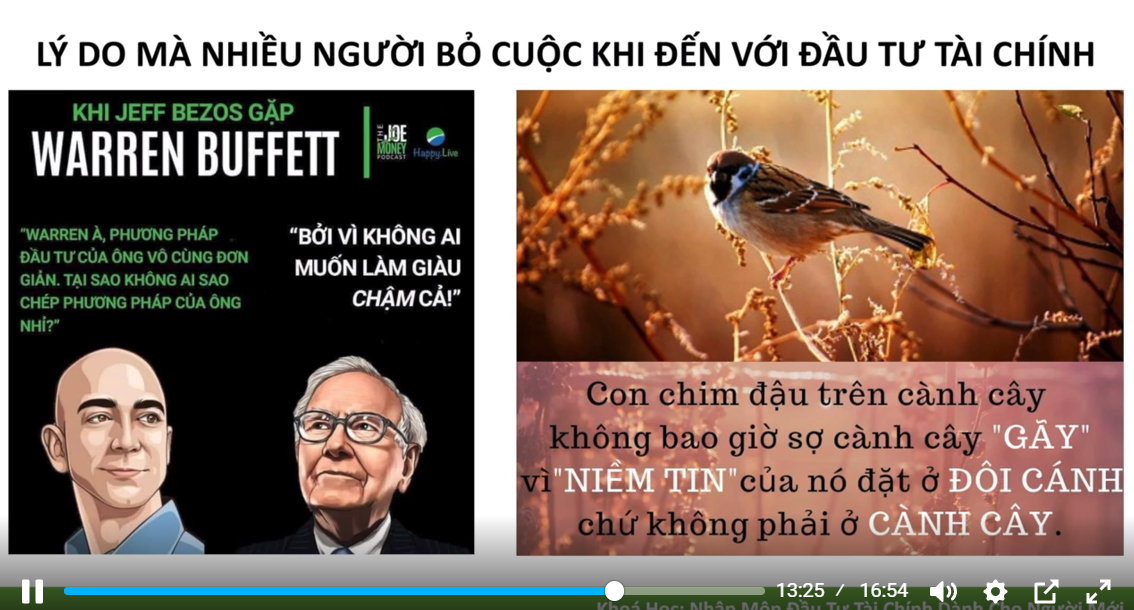 LÝ DO MÀ NHIỀU NGƯỜI BỎ CUỘC KHI ĐẾN VỚI ĐẦU TƯ TÀI CHÍNH
KHI JEFF BEZOS GẶP
WARREN BUFFETT
THE
JOE
MONEY
PODCAST
Happy.Live
"WARREN À, PHƯƠNG PHÁP
ĐẦU TƯ CỦA ÔNG VÔ CÙNG ĐƠN
GIẢN. TẠI SAO KHÔNG AI SAO
CHÉP PHƯƠNG PHÁP CỦA ÔNG
NHỈ?"
"BỞI VÌ KHÔNG AI
MUỐN LÀM GIÀU
CHẬM CẢ!"
Con chim đậu trên cành cây
không bao giờ sợ cành cây "GÃY"
vì"NIỀM TIN"của nó đặt ở ĐÔI CÁNH
chứ không phải ở CÀNH CÂY.
13:25 / 16:54
Khoá Học: Nhập Môn Đầu Tư Tài Chính Dành Cho Người Mới